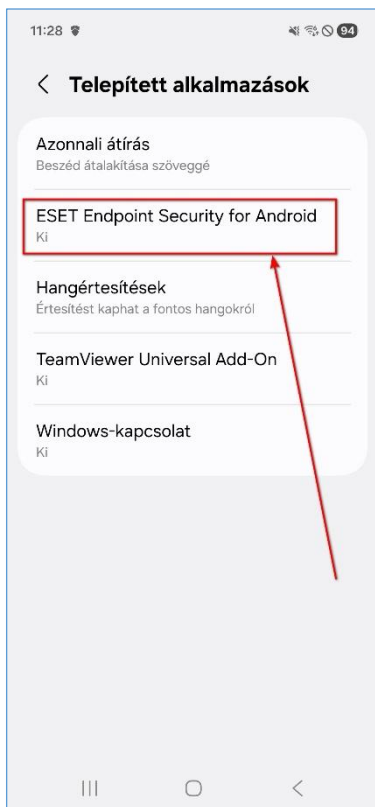 11:28
94
Telepített alkalmazások
Azonnali átírás
Beszéd átalakítása szöveggé
ESET Endpoint Security for Android
Ki
Hangértesítések
Értesítést kaphat a fontos hangokról
TeamViewer Universal Add-On
Ki
Windows-kapcsolat
Ki